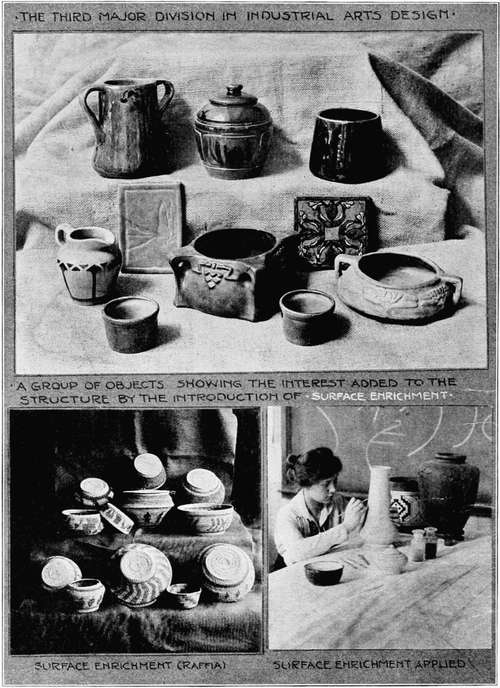 ·THE THIRD MAJOR DIVISION IN INDUSTRIAL ARTS DESIGN·
·A GROUP OF OBJECTS SHOWING THE INTEREST ADDED TO THE
STRUCTURE BY THE INTRODUCTION OF ·SURFACE ENRICHMENT·
SURFACE ENRICHMENT (RAFFIA)
SURFACE ENRICHMENT APPLIED